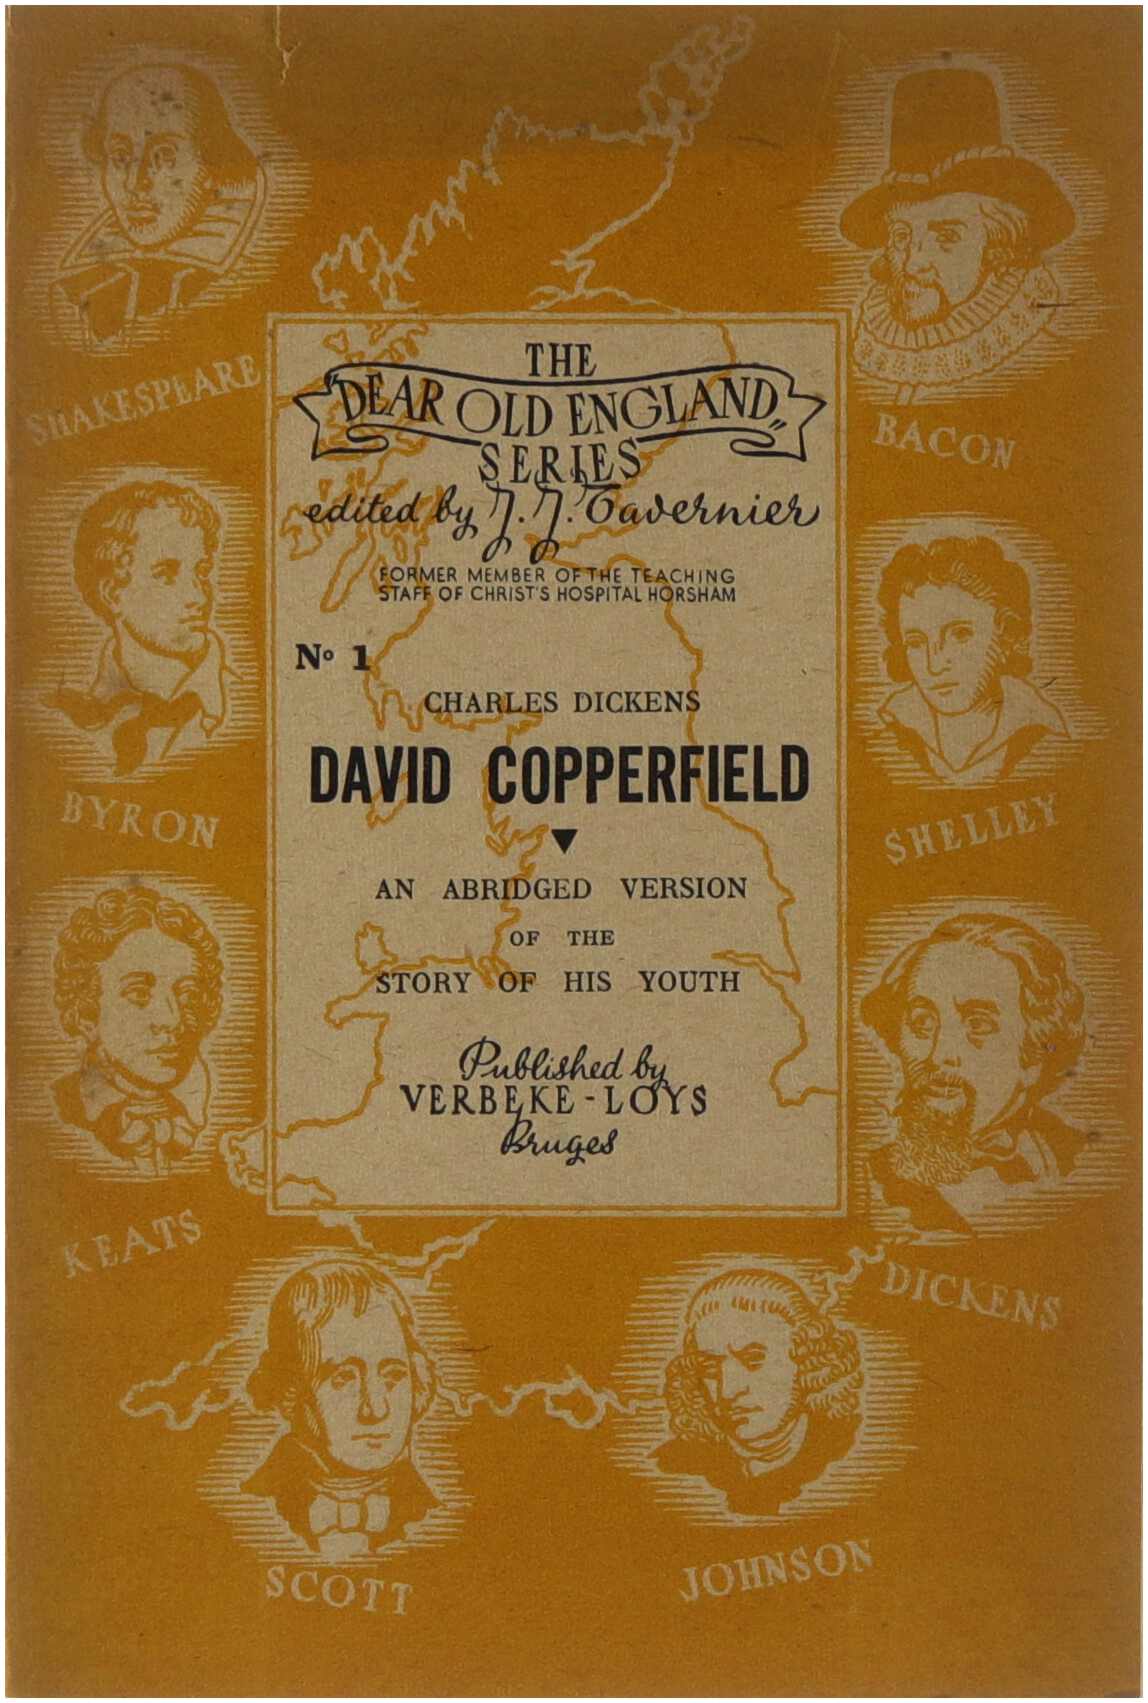 THE
"DEAR OLD ENGLAND"
SERIES
edited by J. J. Tavernier
FORMER MEMBER OF THE TEACHING
STAFF OF CHRIST'S HOSPITAL HORSHAM
No 1
CHARLES DICKENS
DAVID COPPERFIELD
AN ABRIDGED VERSION
OF THE
STORY OF HIS YOUTH
Published by
VERBEKE-LOYS
Bruges
SHAKESPEARE
BACON
BYRON
SHELLEY
KEATS
DICKENS
SCOTT
JOHNSON